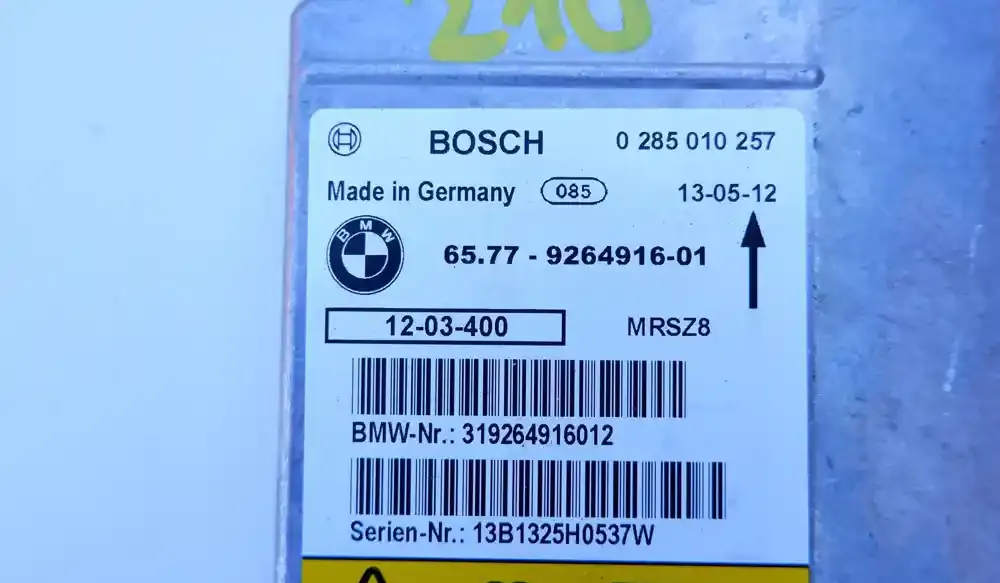 210
BOSCH 0 285 010 257
Made in Germany 085 13-05-12
BMW 65.77 - 9264916-01
12-03-400 MRSZ8
BMW-Nr.: 319264916012
Serien-Nr.: 13B1325H0537W